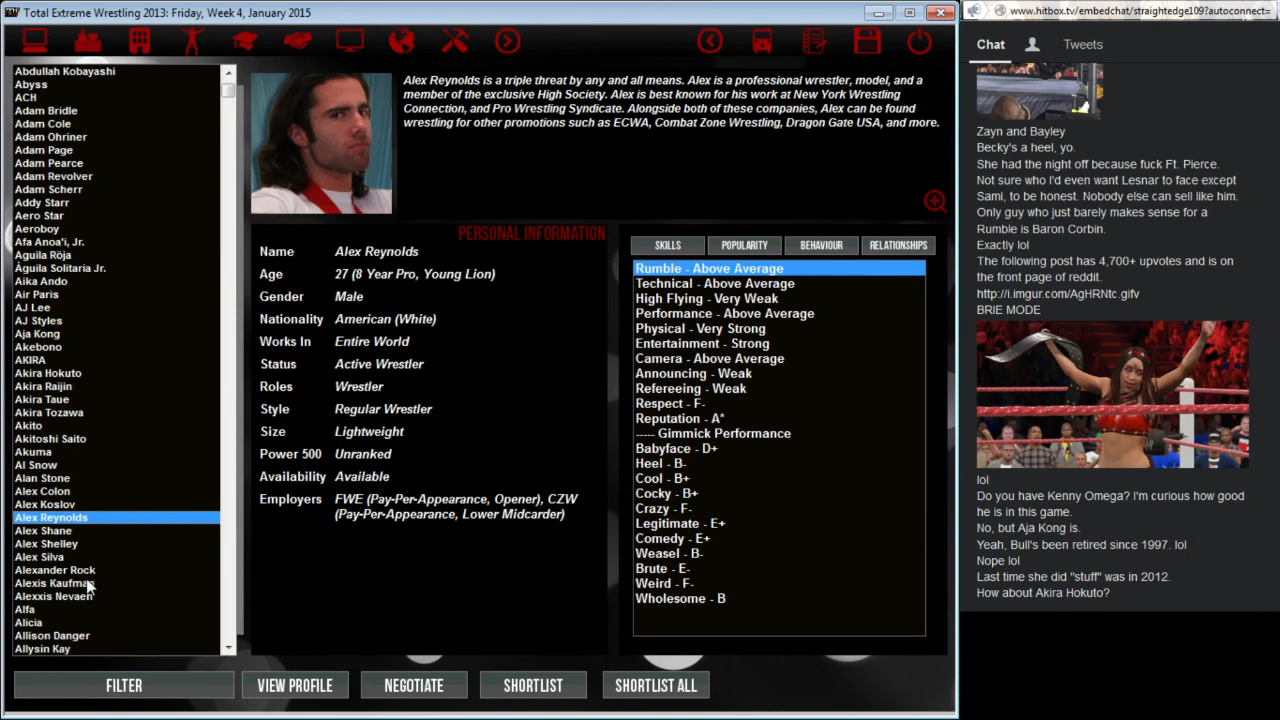 Total Extreme Wrestling 2013: Friday, Week 4, January 2015
Abdullah Kobayashi
Abyss
ACH
Adam Bridle
Adam Cole
Adam Ohriner
Adam Page
Adam Pearce
Adam Revolver
Adam Scherr
Addy Starr
Aero Star
Aeroboy
Afa Anoa'i, Jr.
Aguila Röja
Águila Solitaria Jr.
Aika Ando
Air Paris
AJ Lee
AJ Styles
Aja Kong
Akebono
AKIRA
Akira Hokuto
Akira Raijin
Akira Taue
Akira Tozawa
Akito
Akitoshi Saito
Akuma
Al Snow
Alan Stone
Alex Colon
Alex Koslov
Alex Reynolds
Alex Shane
Alex Shelley
Alex Silva
Alexander Rock
Alexis Kaufman
Alexxis Nevaeh
Alfa
Alicia
Allison Danger
Allysin Kay
FILTER
Alex Reynolds is a triple threat by any and all means. Alex is a professional wrestler, model, and a
member of the exclusive High Society. Alex is best known for his work at New York Wrestling
Connection, and Pro Wrestling Syndicate. Alongside both of these companies, Alex can be found
wrestling for other promotions such as ECWA, Combat Zone Wrestling, Dragon Gate USA, and more.
PERSONAL INFORMATION
Name Alex Reynolds
Age 27 (8 Year Pro, Young Lion)
Gender Male
Nationality American (White)
Works In Entire World
Status Active Wrestler
Roles Wrestler
Style Regular Wrestler
Size Lightweight
Power 500 Unranked
Availability Available
Employers FWE (Pay-Per-Appearance, Opener), CZW
(Pay-Per-Appearance, Lower Midcarder)
SKILLS POPULARITY BEHAVIOUR RELATIONSHIPS
Rumble - Above Average
Technical - Above Average
High Flying - Very Weak
Performance - Above Average
Physical - Very Strong
Entertainment - Strong
Camera - Above Average
Announcing - Weak
Refereeing - Weak
Respect - F-
Reputation - A*
----- Gimmick Performance
Babyface - D+
Heel - B-
Cool - B+
Cocky - B+
Crazy - F-
Legitimate - E+
Comedy - E+
Weasel - B-
Brute - E-
Weird - F-
Wholesome - B
VIEW PROFILE NEGOTIATE SHORTLIST SHORTLIST ALL
www.hitbox.tv/embedchat/straightedge109?autoconnect=
Chat Tweets
Zayn and Bayley
Becky's a heel, yo.
She had the night off because fuck Ft. Pierce.
Not sure who I'd even want Lesnar to face except
Sami, to be honest. Nobody else can sell like him.
Only guy who just barely makes sense for a
Rumble is Baron Corbin.
Exactly lol
The following post has 4,700+ upvotes and is on
the front page of reddit.
http://i.imgur.com/AgHRNtc.gifv
BRIE MODE
lol
Do you have Kenny Omega? I'm curious how good
he is in this game.
No, but Aja Kong is.
Yeah, Bull's been retired since 1997. lol
Nope lol
Last time she did "stuff" was in 2012.
How about Akira Hokuto?